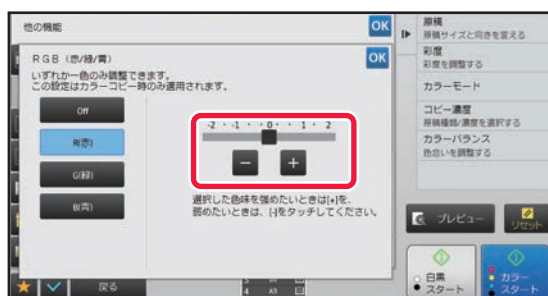 他の機能
OK
RGB (赤/緑/青)
OK
いずれか一色のみ調整できます。
この設定はカラーコピー時のみ適用されます。
Off
R(赤)
G(緑)
B(青)
-2 ・ -1 ・ ・0・ ・ 1 ・ 2
− +
選択した色味を強めたいときは[+]を、
弱めたいときは、[-]をタッチしてください。
戻る
4 A3
原稿
原稿サイズと向きを変える
彩度
彩度を調整する
カラーモード
コピー濃度
原稿種類/濃度を選択する
カラーバランス
色合いを調整する
プレビュー
リセット
白黒
スタート
カラー
スタート